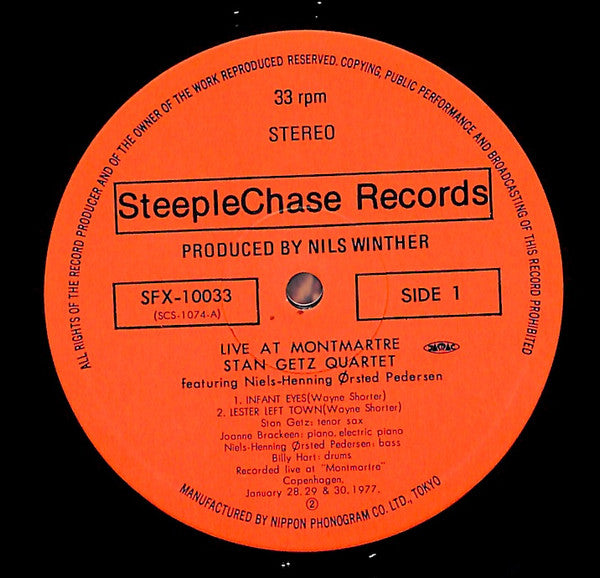 ALL RIGHTS OF THE RECORD PRODUCER AND OF THE OWNER OF THE WORK REPRODUCED RESERVED. COPYING, PUBLIC PERFORMANCE AND BROADCASTING OF THIS RECORD PROHIBITED
33 rpm
STEREO
SteepleChase Records
PRODUCED BY NILS WINTHER
SFX-10033
(SCS-1074-A)
SIDE 1
LIVE AT MONTMARTRE
STAN GETZ QUARTET
featuring Niels-Henning Ørsted Pedersen
1. INFANT EYES(Wayne Shorter)
2. LESTER LEFT TOWN(Wayne Shorter)
Stan Getz: tenor sax
Joanne Brackeen: piano, electric piano
Niels-Henning Ørsted Pedersen: bass
Billy Hart: drums
Recorded live at "Montmartre"
Copenhagen,
January 28. 29 & 30. 1977.
②
MANUFACTURED BY NIPPON PHONOGRAM CO. LTD., TOKYO